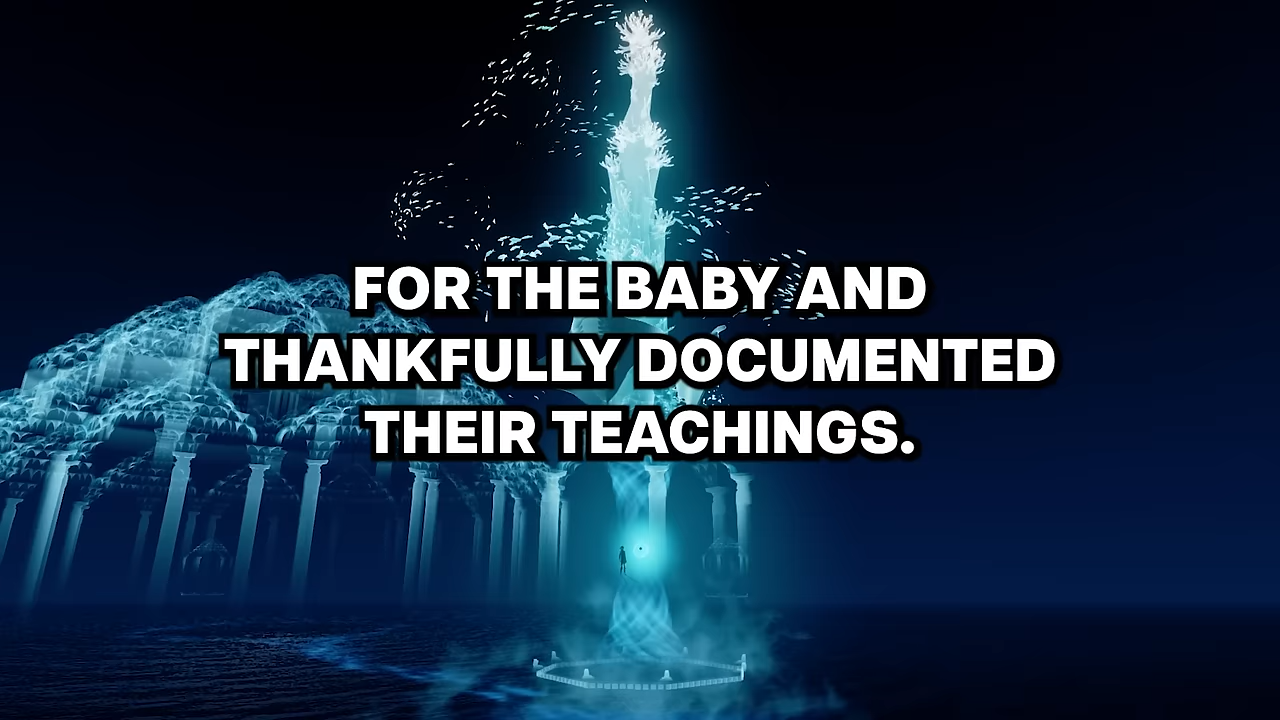 FOR THE BABY AND
THANKFULLY DOCUMENTED
THEIR TEACHINGS.